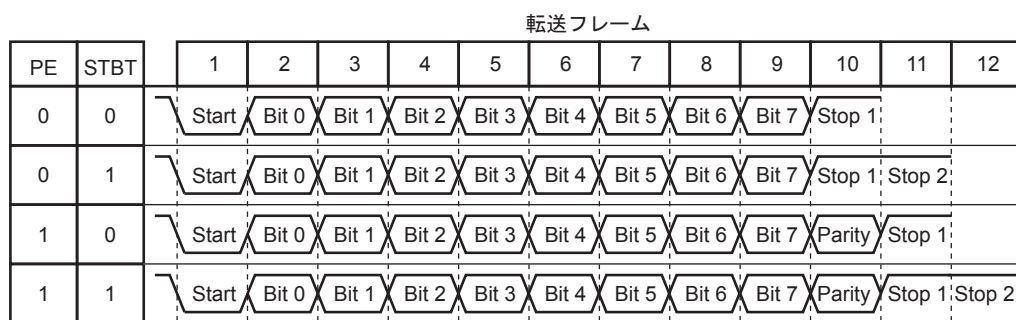 転送フレーム
PE STBT 1 2 3 4 5 6 7 8 9 10 11 12
0 0 Start Bit 0 Bit 1 Bit 2 Bit 3 Bit 4 Bit 5 Bit 6 Bit 7 Stop 1
0 1 Start Bit 0 Bit 1 Bit 2 Bit 3 Bit 4 Bit 5 Bit 6 Bit 7 Stop 1 Stop 2
1 0 Start Bit 0 Bit 1 Bit 2 Bit 3 Bit 4 Bit 5 Bit 6 Bit 7 Parity Stop 1
1 1 Start Bit 0 Bit 1 Bit 2 Bit 3 Bit 4 Bit 5 Bit 6 Bit 7 Parity Stop 1 Stop 2